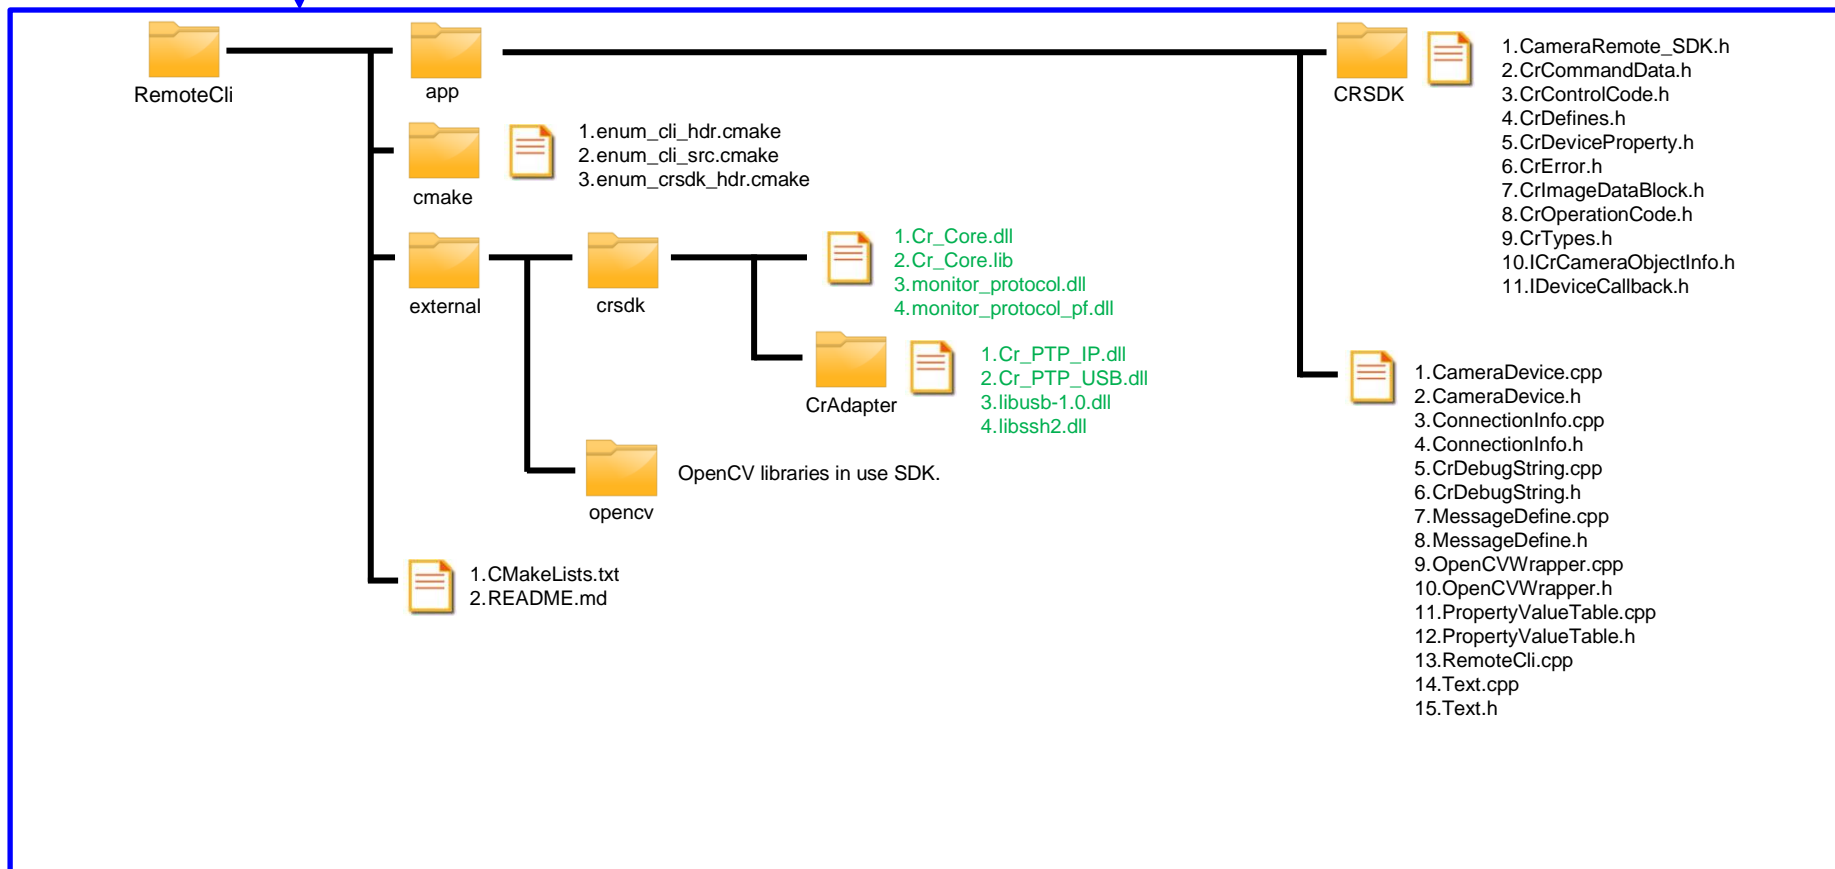 RemoteCli
app
CRSDK
1.CameraRemote_SDK.h
2.CrCommandData.h
3.CrControlCode.h
4.CrDefines.h
5.CrDeviceProperty.h
6.CrError.h
7.CrImageDataBlock.h
8.CrOperationCode.h
9.CrTypes.h
10.ICrCameraObjectInfo.h
11.IDeviceCallback.h
cmake
1.enum_cli_hdr.cmake
2.enum_cli_src.cmake
3.enum_crsdk_hdr.cmake
external
crsdk
1.Cr_Core.dll
2.Cr_Core.lib
3.monitor_protocol.dll
4.monitor_protocol_pf.dll
CrAdapter
1.Cr_PTP_IP.dll
2.Cr_PTP_USB.dll
3.libusb-1.0.dll
4.libssh2.dll
opencv
OpenCV libraries in use SDK.
1.CMakeLists.txt
2.README.md
1.CameraDevice.cpp
2.CameraDevice.h
3.ConnectionInfo.cpp
4.ConnectionInfo.h
5.CrDebugString.cpp
6.CrDebugString.h
7.MessageDefine.cpp
8.MessageDefine.h
9.OpenCVWrapper.cpp
10.OpenCVWrapper.h
11.PropertyValueTable.cpp
12.PropertyValueTable.h
13.RemoteCli.cpp
14.Text.cpp
15.Text.h